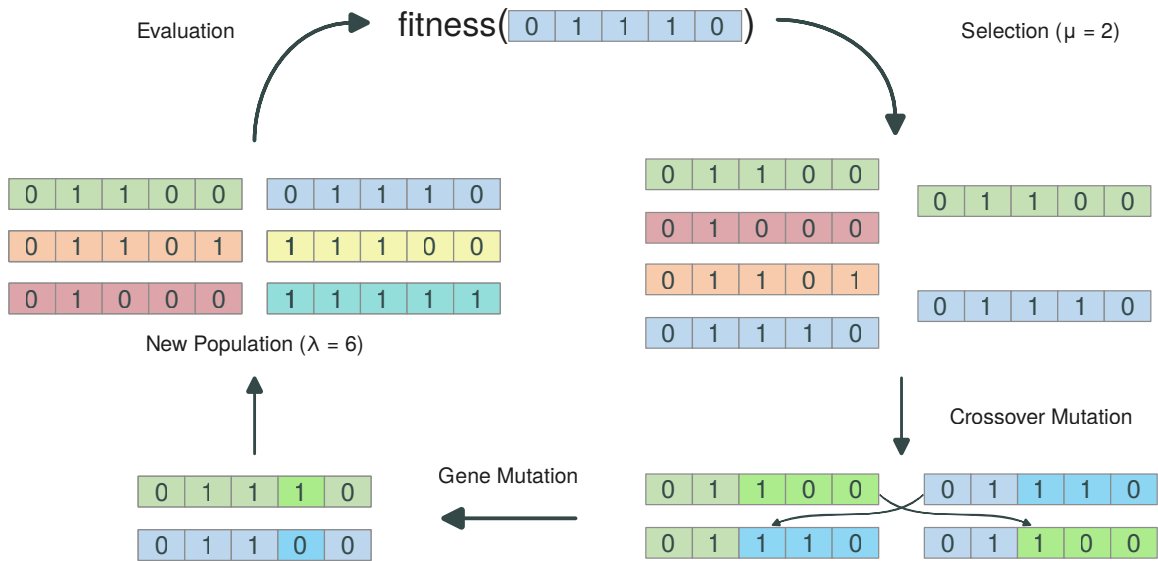 Evaluation
fitness( 0 1 1 1 0 )
Selection (μ = 2)
0 1 1 0 0
0 1 1 1 0
0 1 1 0 1
1 1 1 0 0
0 1 0 0 0
1 1 1 1 1
New Population (λ = 6)
0 1 1 0 0
0 1 0 0 0
0 1 1 0 1
0 1 1 1 0
0 1 1 0 0
0 1 1 1 0
Crossover Mutation
0 1 1 0 0
0 1 1 1 0
0 1 1 1 0
0 1 1 0 0
Gene Mutation
0 1 1 1 0
0 1 1 0 0